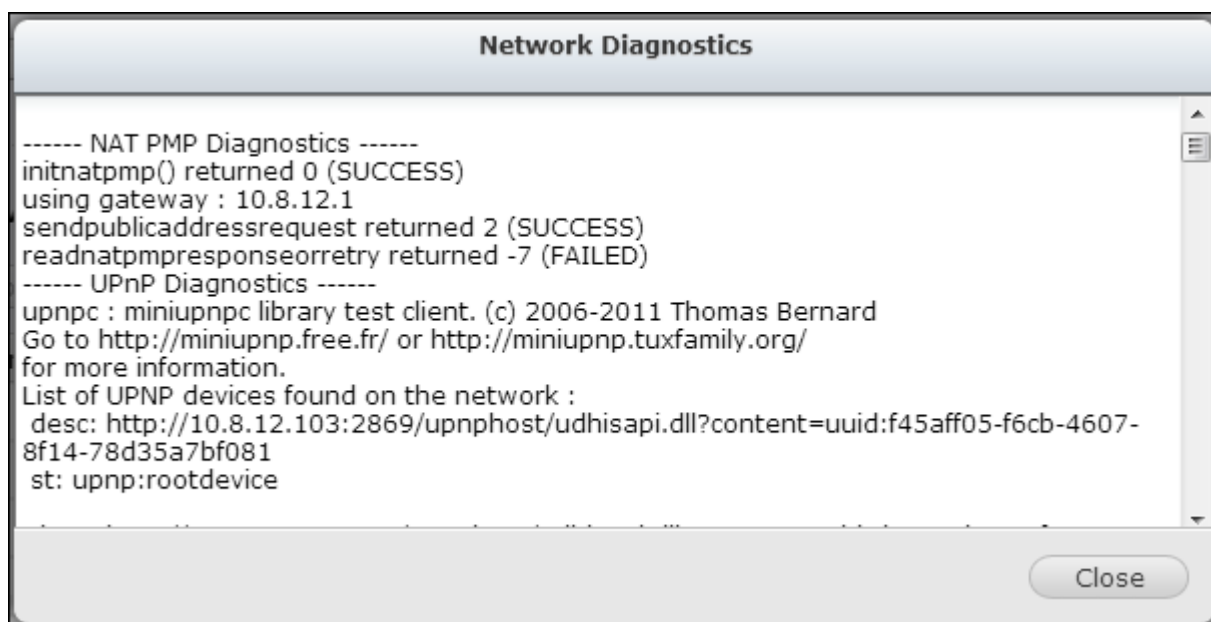 Network Diagnostics
------ NAT PMP Diagnostics ------
initnatpmp() returned 0 (SUCCESS)
using gateway : 10.8.12.1
sendpublicaddressrequest returned 2 (SUCCESS)
readnatpmpresponseorretry returned -7 (FAILED)
------ UPnP Diagnostics ------
upnpc : miniupnpc library test client. (c) 2006-2011 Thomas Bernard
Go to http://miniupnp.free.fr/ or http://miniupnp.tuxfamily.org/
for more information.
List of UPNP devices found on the network :
desc: http://10.8.12.103:2869/upnphost/udhisapi.dll?content=uuid:f45aff05-f6cb-4607-
8f14-78d35a7bf081
st: upnp:rootdevice
Close